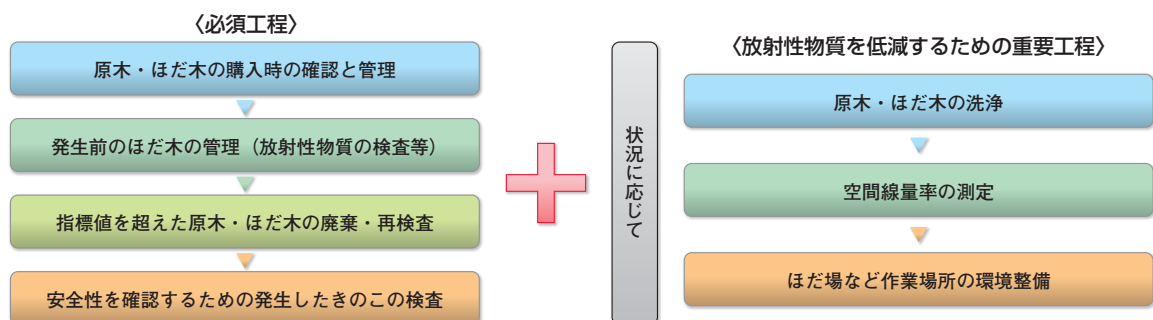 〈必須工程〉
原木・ほだ木の購入時の確認と管理
発生前のほだ木の管理（放射性物質の検査等）
指標値を超えた原木・ほだ木の廃棄・再検査
安全性を確認するための発生したきのこの検査
状況に応じて
〈放射性物質を低減するための重要工程〉
原木・ほだ木の洗浄
空間線量率の測定
ほだ場など作業場所の環境整備